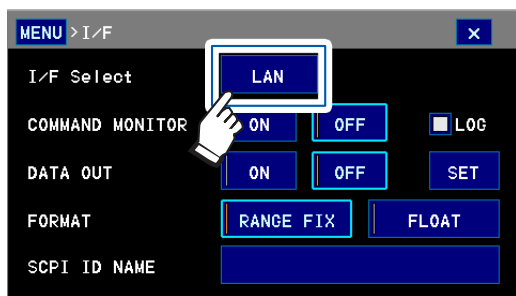 MENU >I/F ×
I/F Select LAN
COMMAND MONITOR ON OFF LOG
DATA OUT ON OFF SET
FORMAT RANGE FIX FLOAT
SCPI ID NAME